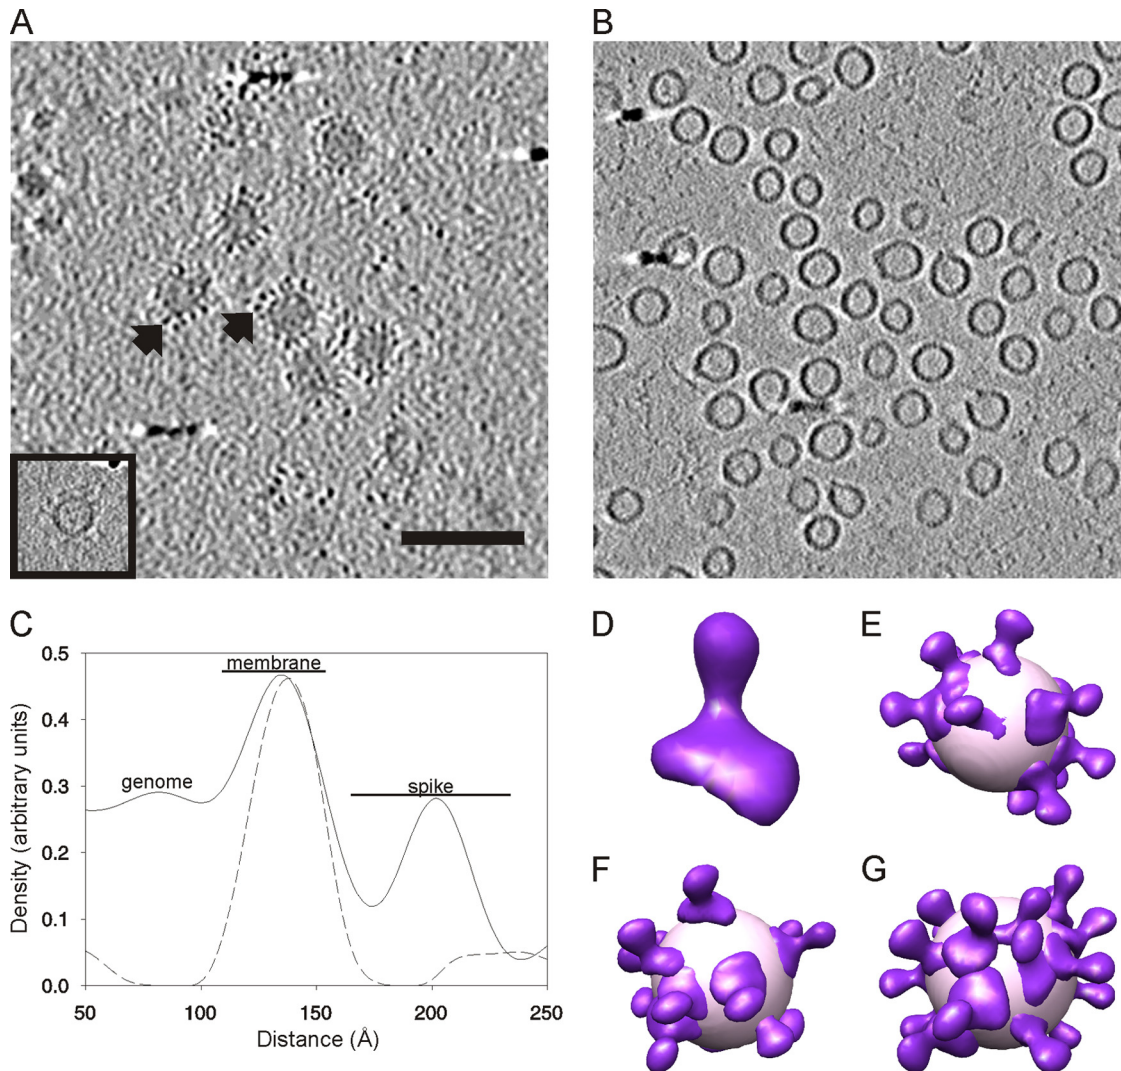 A
B
C
0.5
0.4
0.3
0.2
0.1
0.0
Density (arbitrary units)
membrane
genome
spike
50
100
150
200
250
Distance (Å)
D
E
F
G